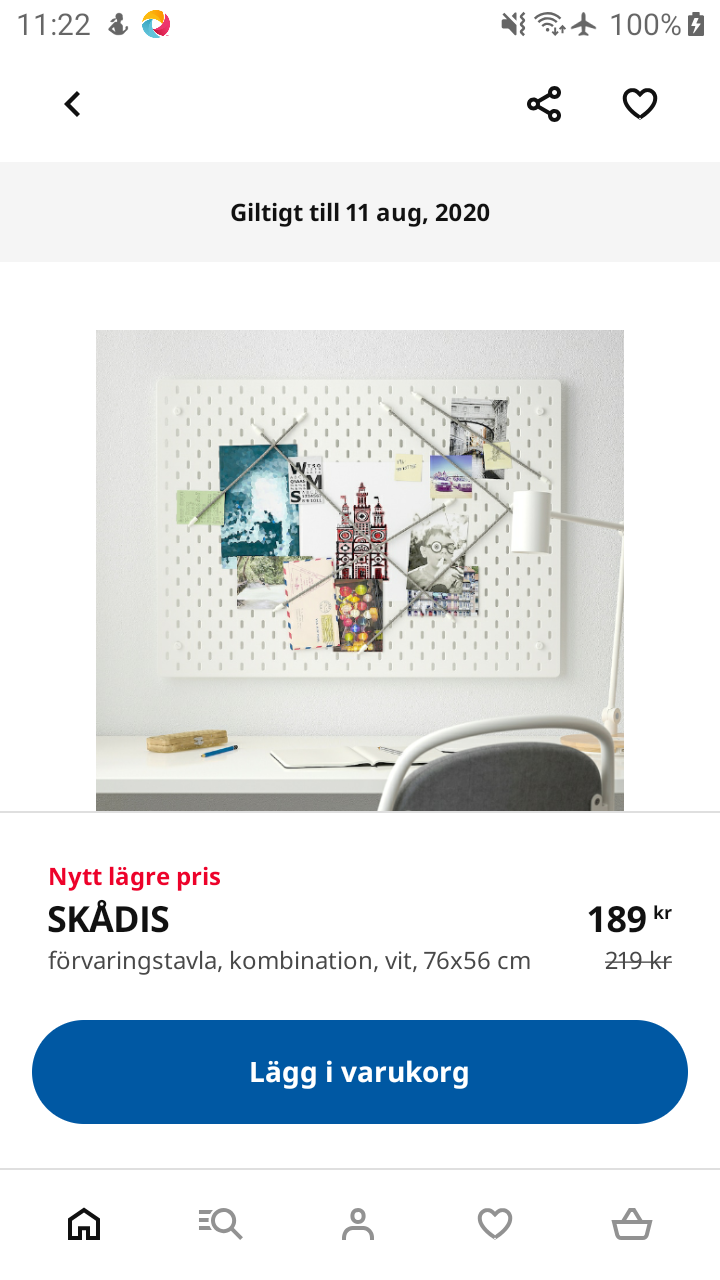 11:22
100%
Giltigt till 11 aug, 2020
W
M
S
Nytt lägre pris
SKÅDIS
189 kr
förvaringstavla, kombination, vit, 76x56 cm
219 kr
Lägg i varukorg